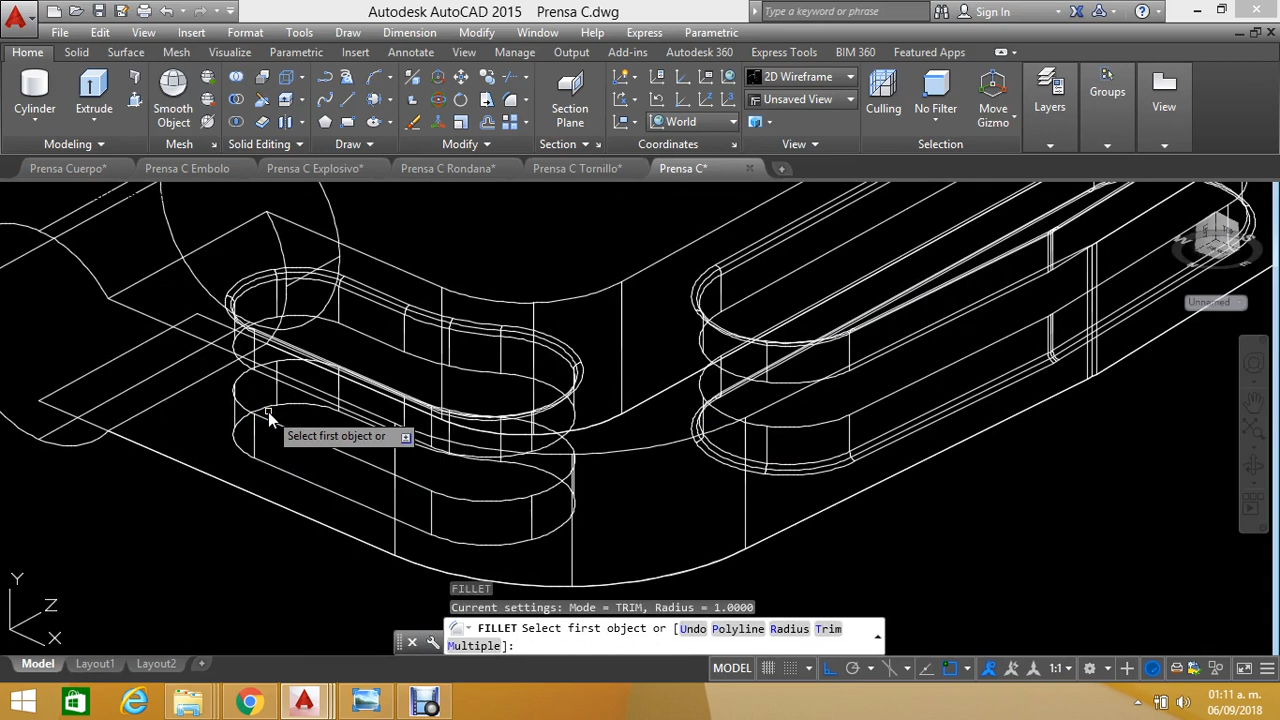 Autodesk AutoCAD 2015 Prensa C.dwg
Type a keyword or phrase
Sign In
File Edit View Insert Format Tools Draw Dimension Modify Window Help Express Parametric
Home Solid Surface Mesh Visualize Parametric Insert Annotate View Manage Output Add-ins Autodesk 360 Express Tools BIM 360 Featured Apps
Cylinder
Extrude
Smooth
Object
Section
Plane
2D Wireframe
Unsaved View
World
Culling
No Filter
Move
Gizmo
Layers
Groups
View
Modeling Mesh Solid Editing Draw Modify Section Coordinates View Selection
Prensa Cuerpo* Prensa C Embolo Prensa C Explosivo* Prensa C Rondana* Prensa C Tornillo* Prensa C*
Unnamed
Select first object or
Y
Z
X
FILLET
Current settings: Mode = TRIM, Radius = 1.0000
FILLET Select first object or [Undo Polyline Radius Trim
Multiple]:
Model Layout1 Layout2 +
MODEL 1:1
01:11 a. m.
06/09/2018